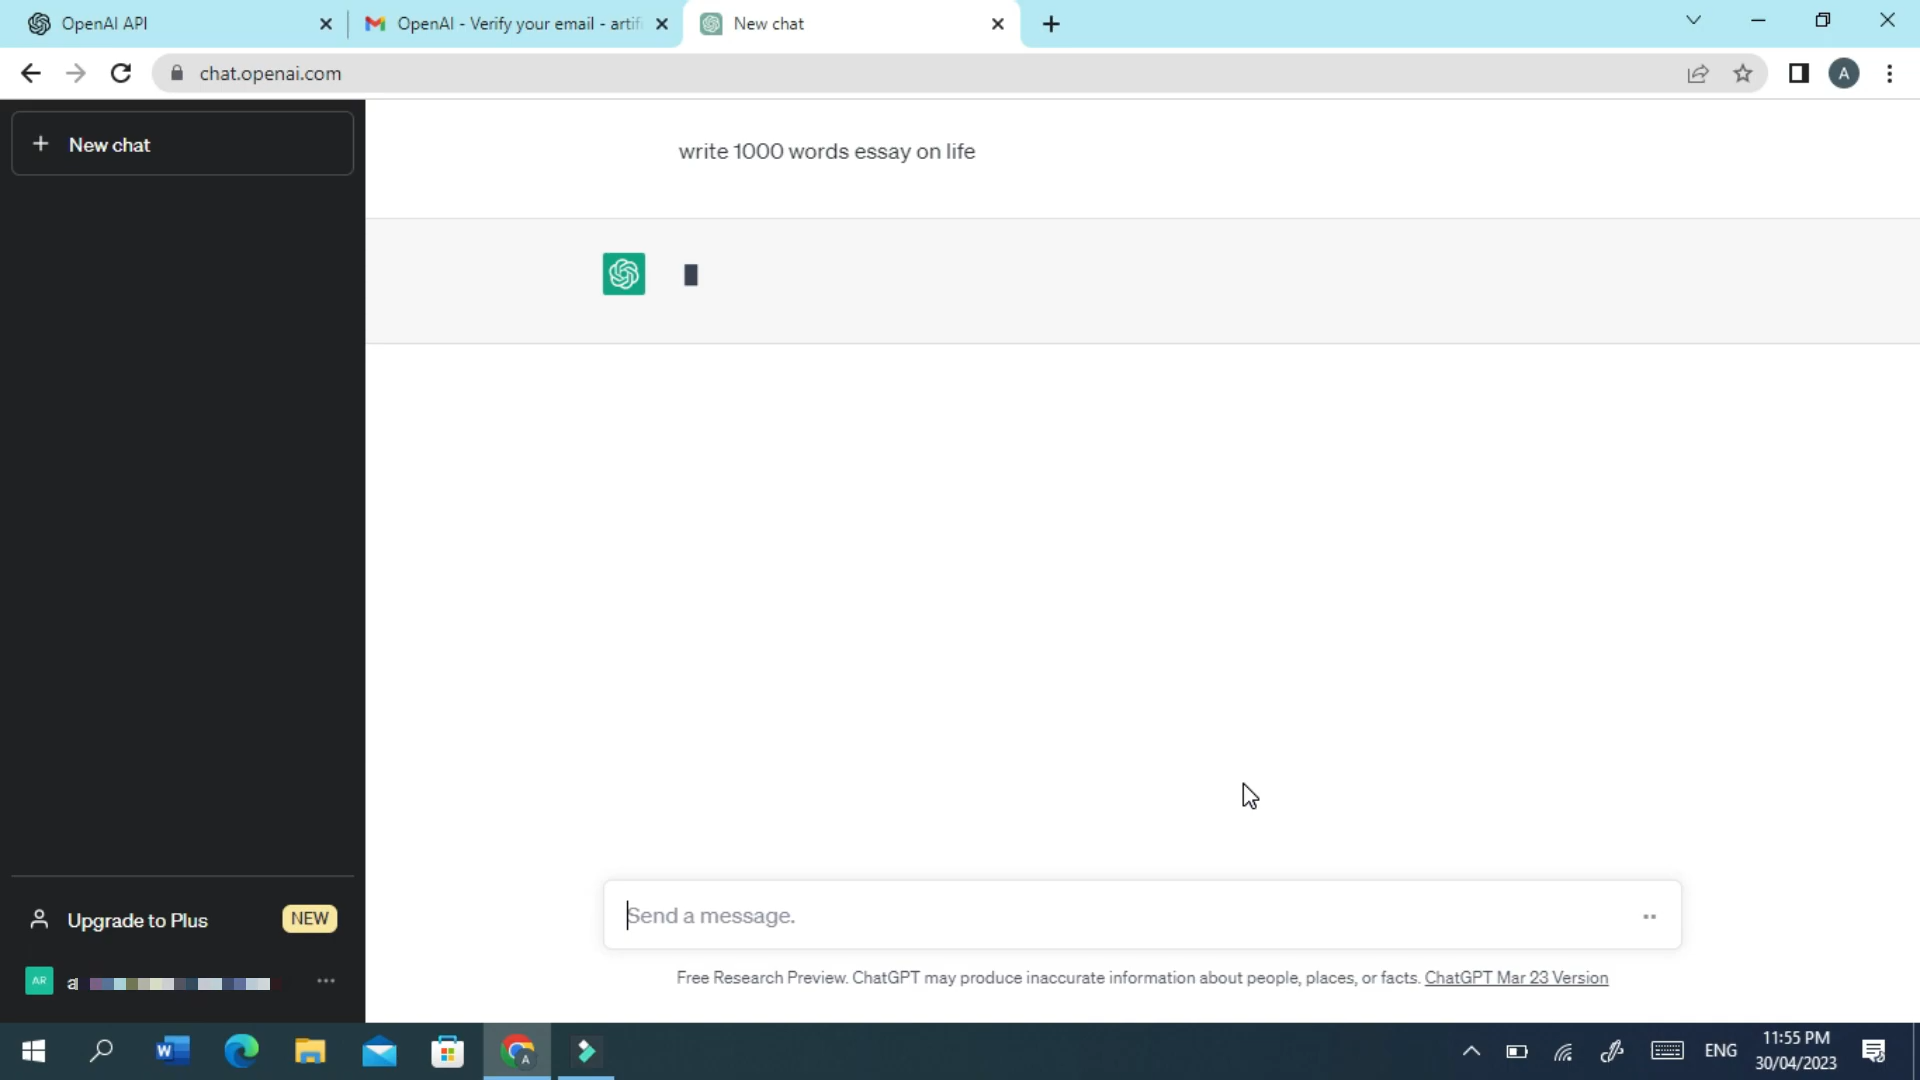 OpenAI API
OpenAI - Verify your email - artif
New chat
chat.openai.com
A
New chat
write 1000 words essay on life
Send a message.
Upgrade to Plus
NEW
AR
a
Free Research Preview. ChatGPT may produce inaccurate information about people, places, or facts. ChatGPT Mar 23 Version
W
A
ENG
11:55 PM
30/04/2023